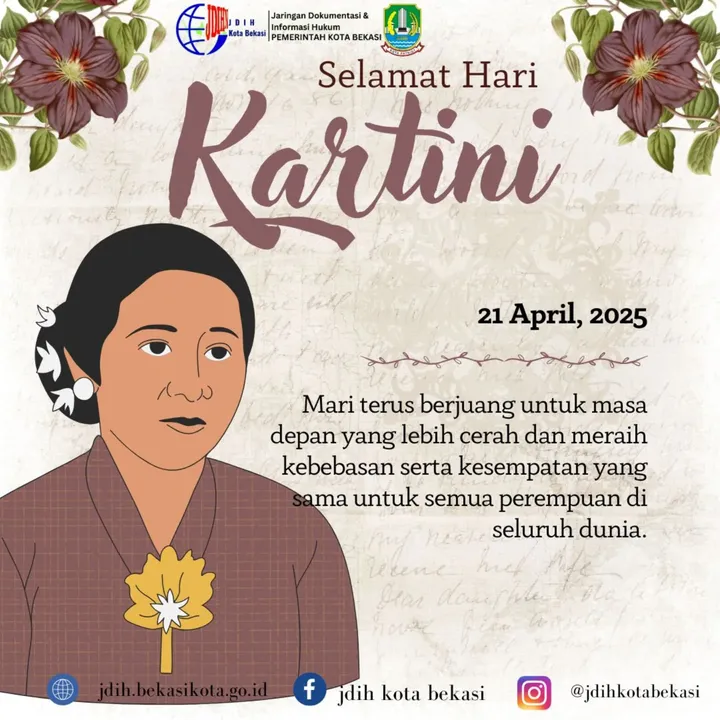 JDIH
Kota Bekasi
Jaringan Dokumentasi &
Informasi Hukum
PEMERINTAH KOTA BEKASI
Selamat Hari
Kartini
21 April, 2025
Mari terus berjuang untuk masa
depan yang lebih cerah dan meraih
kebebasan serta kesempatan yang
sama untuk semua perempuan di
seluruh dunia.
jdih.bekasikota.go.id
jdih kota bekasi
@jdihkotabekasi